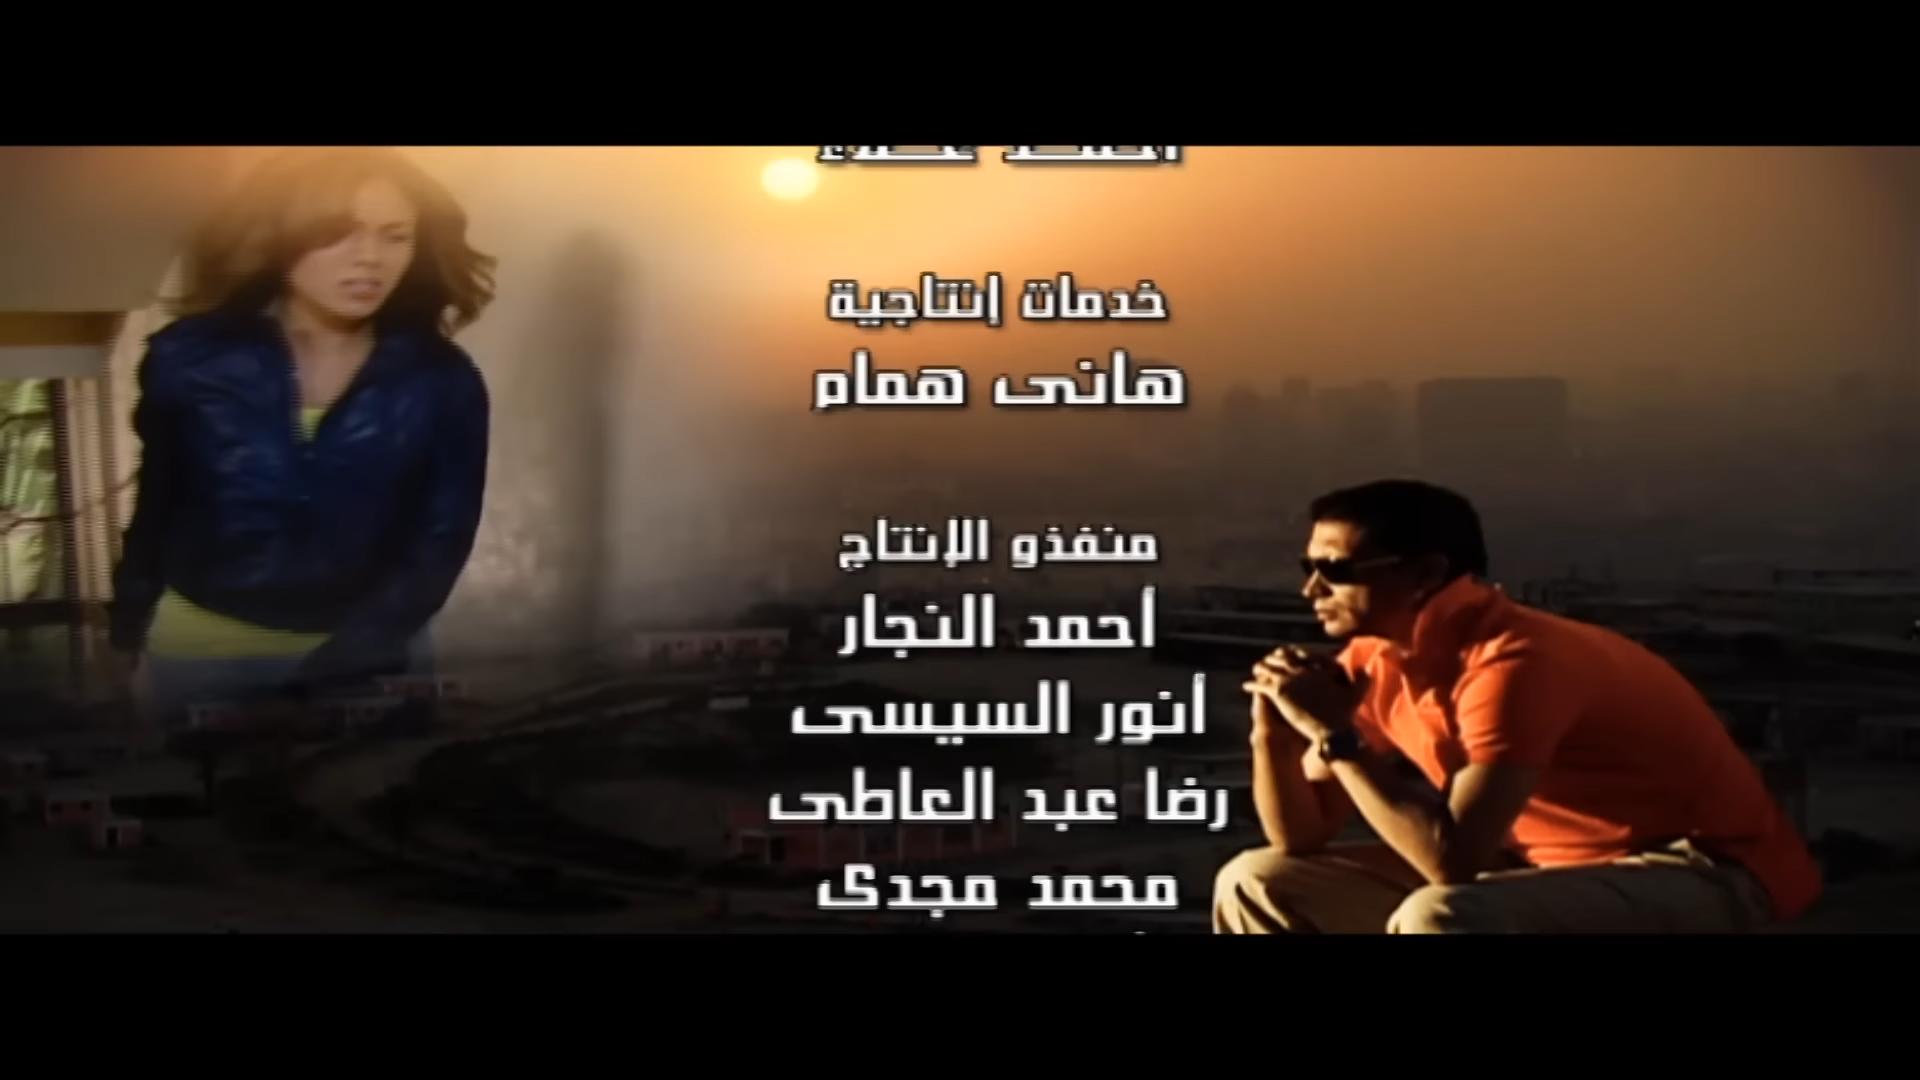 خدمات إنتاجية
هانى همام
منفذو الإنتاج
أحمد النجار
أنور السيسى
رضا عبد العاطى
محمد مجدى